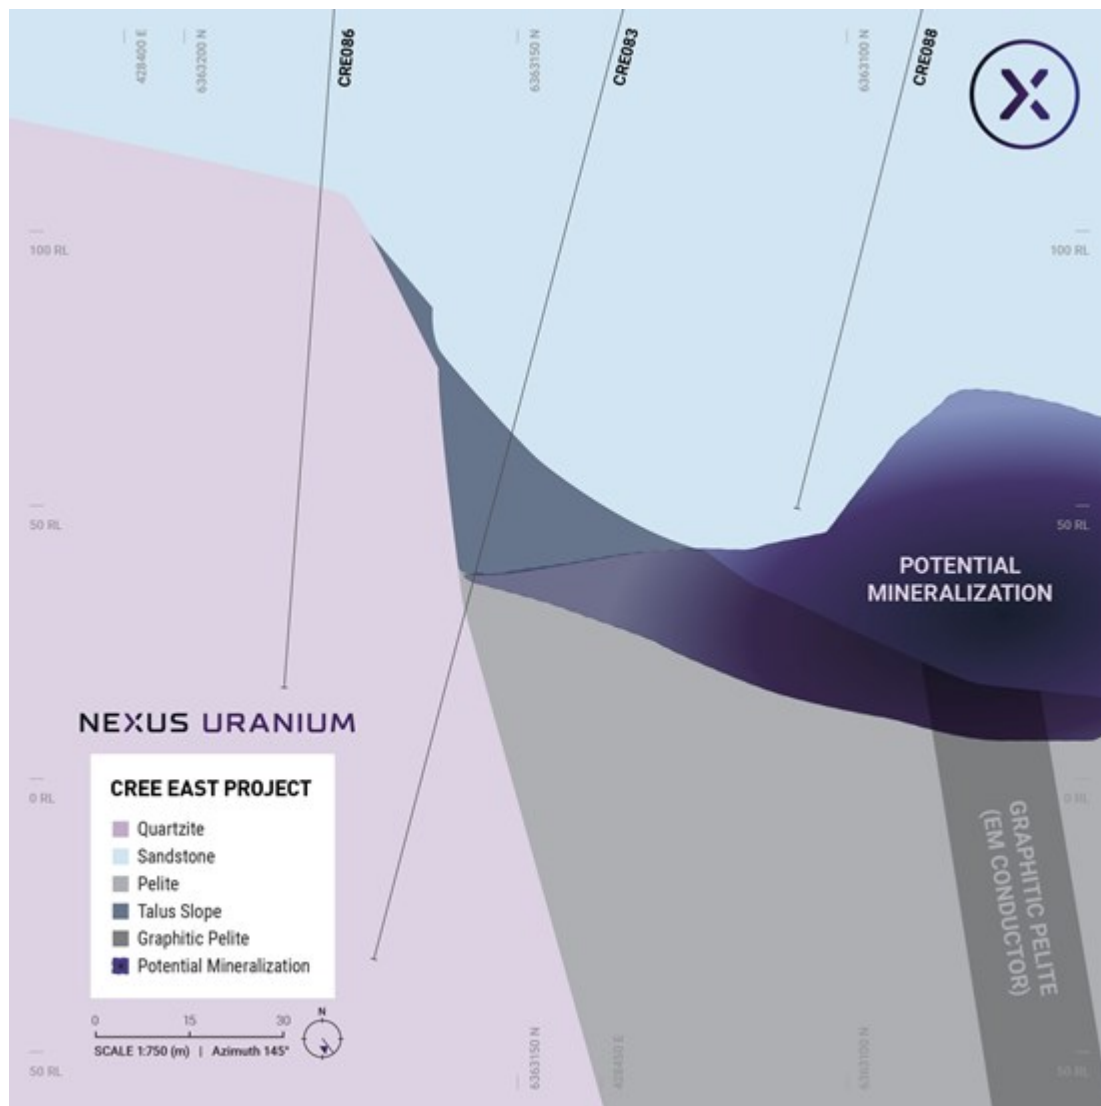 428400 E
6363200 N
CRE086
6363150 N
CRE083
6363100 N
CRE088
100 RL
100 RL
50 RL
50 RL
POTENTIAL
MINERALIZATION
NEXUS URANIUM
CREE EAST PROJECT
Quartzite
Sandstone
Pelite
Talus Slope
Graphitic Pelite
Potential Mineralization
0 RL
0 RL
GRAPHITIC PELITE
(EM CONDUCTOR)
0 15 30
N
SCALE 1:750 (m) | Azimuth 145°
50 RL
6363150 N
428450 E
6363100 N
50 RL